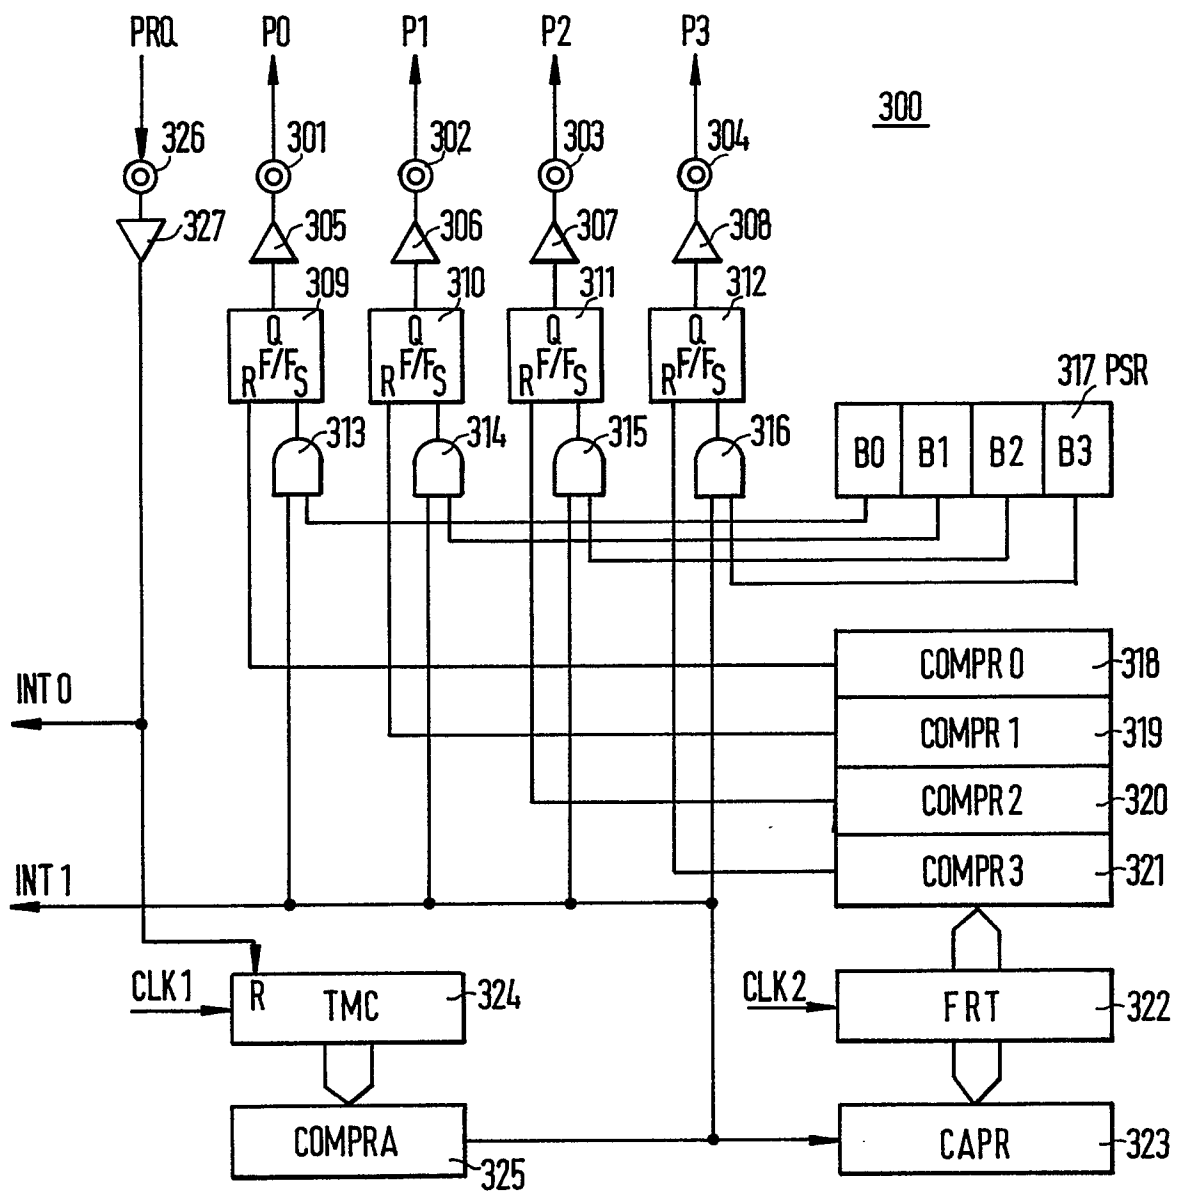 PRQ P0 P1 P2 P3
300
326 301 302 303 304
327 305 306 307 308
309 310 311 312
Q Q Q Q
F/F F/F F/F F/F
R S R S R S R S
317 PSR
313 314 315 316
B0 B1 B2 B3
COMPR 0 318
INT 0
COMPR 1 319
COMPR 2 320
COMPR 3 321
INT 1
CLK 1 R TMC 324
CLK 2 FRT 322
COMPRA 325
CAPR 323